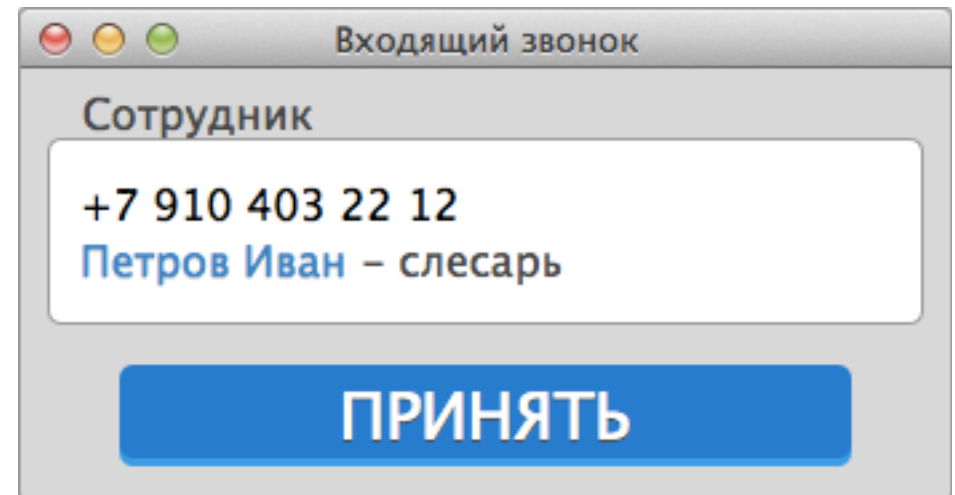 Входящий звонок
Сотрудник
+7 910 403 22 12
Петров Иван – слесарь
ПРИНЯТЬ